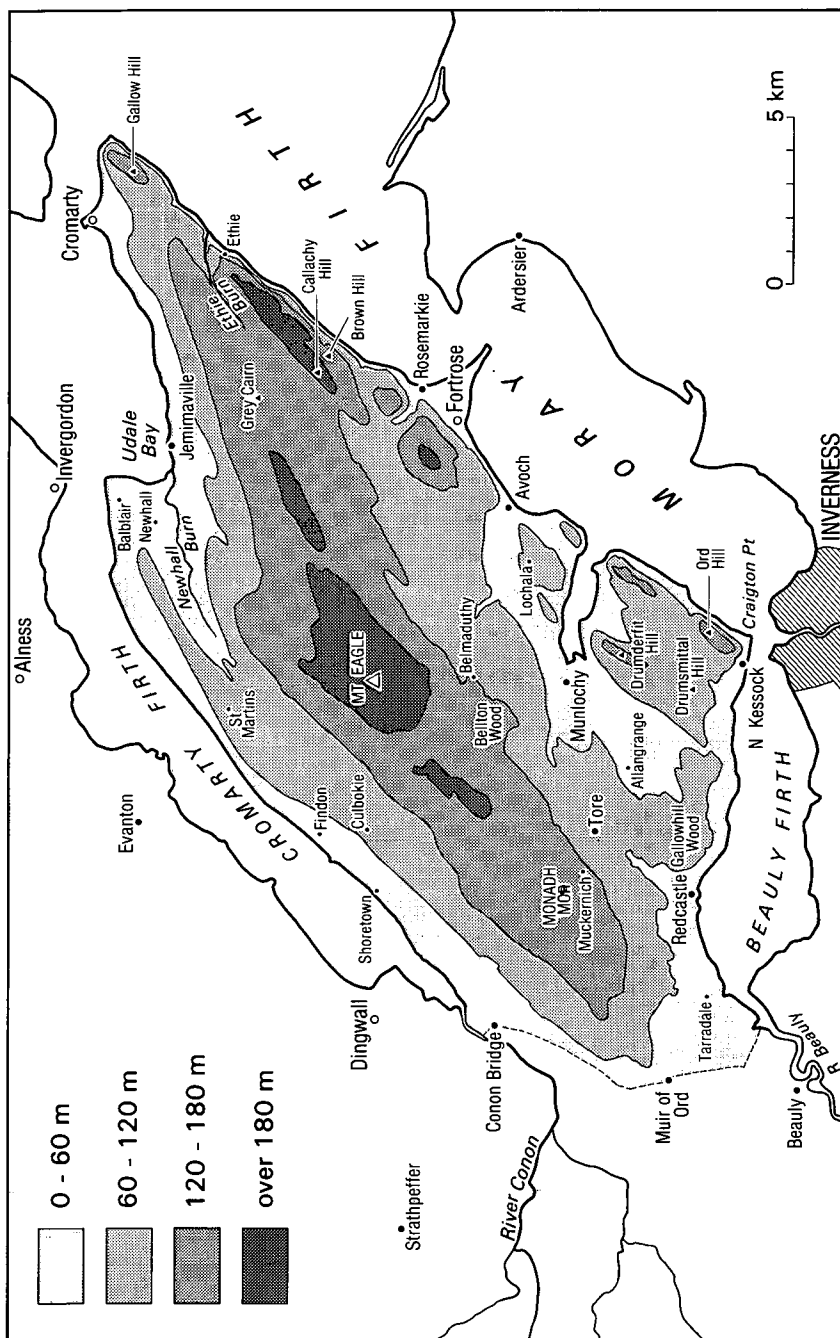 0 - 60 m
60 - 120 m
120 - 180 m
over 180 m
Alness
Invergordon
Cromarty
Gallow Hill
Evanton
CROMARTY FIRTH
Udale
Bay
Balblair
Newhall
Newhall
Burn
Jemimaville
Ethie
Burn
Ethie
St
Martins
Grey Cairn
Callachy
Hill
Brown Hill
Findon
Culbokie
MT EAGLE
Shoretown
Dingwall
Rosemarkie
Fortrose
Avoch
MORAY FIRTH
Ardersier
Strathpeffer
River Conon
Conon Bridge
Belmaduthy
Bellton
Wood
Lochala
MONADH
MOR
Muckernich
Tore
Munlochy
Allangrange
Drumderfit
Hill
Drumsmittal
Hill
Ord
Hill
Muir of
Ord
Tarradale
Redcastle
Gallowhill
Wood
N Kessock
Craigton Pt
BEAULY FIRTH
Beauly
R Beauly
INVERNESS
0
5 km